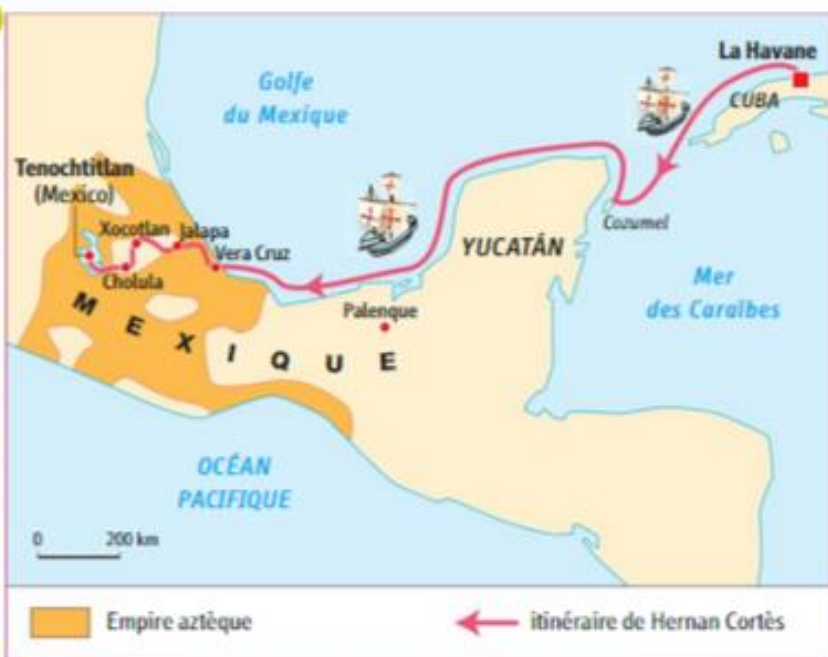 La Havane
CUBA
Golfe
du Mexique
Tenochtitlan
(Mexico)
Xocotlan
Jalapa
Vera Cruz
Cholula
Cozumel
YUCATÁN
Mer
des Caraïbes
Palenque
MEXIQUE
OCÉAN
PACIFIQUE
0 200 km
Empire aztèque
itinéraire de Hernan Cortès